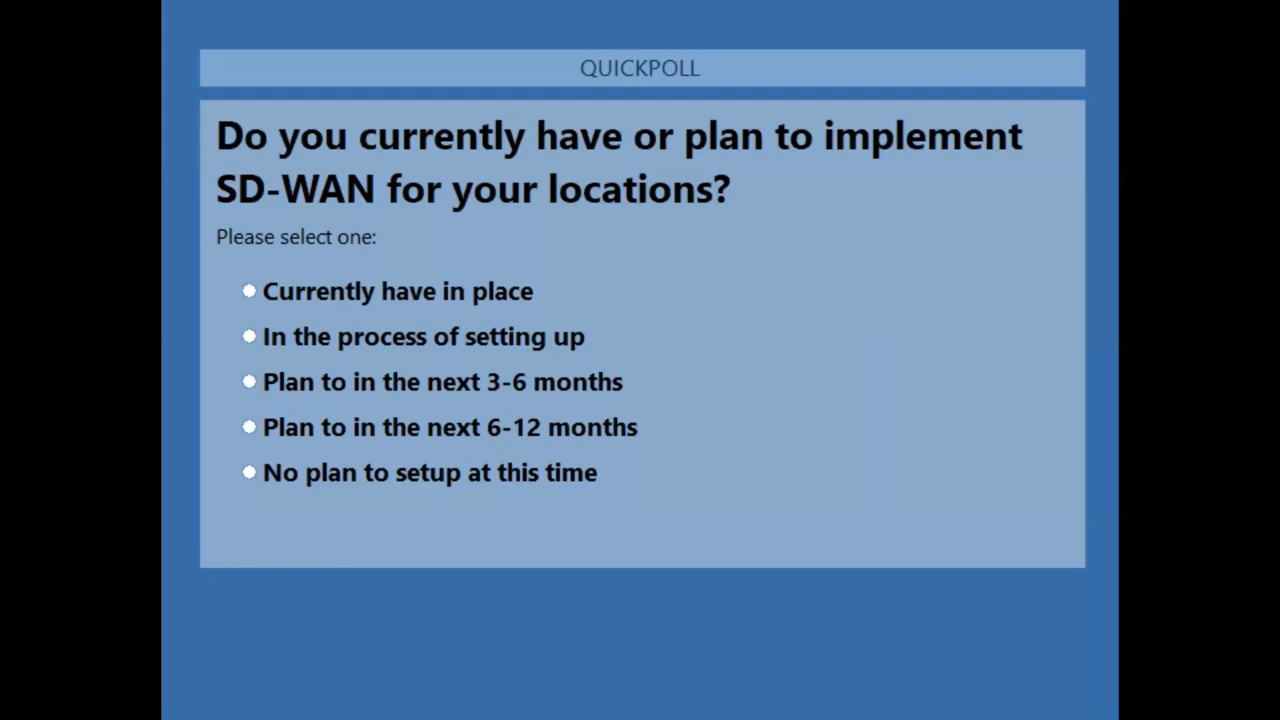 QUICKPOLL
Do you currently have or plan to implement
SD-WAN for your locations?
Please select one:
Currently have in place
In the process of setting up
Plan to in the next 3-6 months
Plan to in the next 6-12 months
No plan to setup at this time